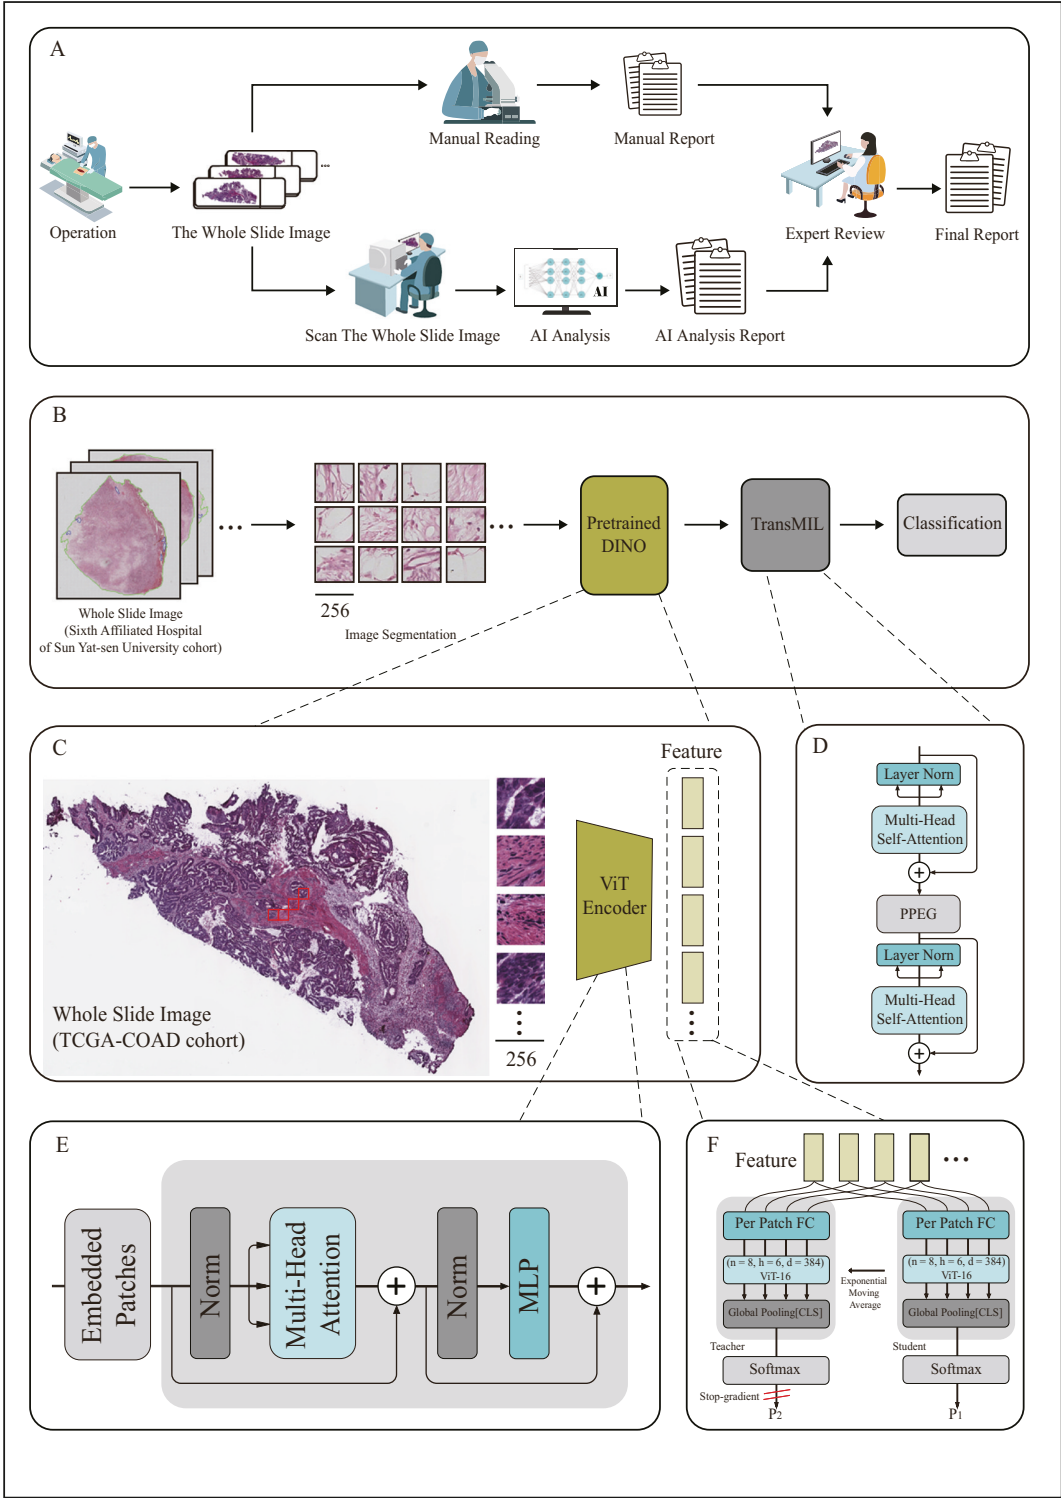 A
Manual Reading
Manual Report
Operation
The Whole Slide Image
...
Expert Review
Final Report
AI
Scan The Whole Slide Image
AI Analysis
AI Analysis Report
B
Pretrained
DINO
TransMIL
Classification
256
Whole Slide Image
(Sixth Affiliated Hospital
of Sun Yat-sen University cohort)
Image Segmentation
C
Feature
ViT
Encoder
Whole Slide Image
(TCGA-COAD cohort)
256
D
Layer Norn
Multi-Head
Self-Attention
+
PPEG
Layer Norn
Multi-Head
Self-Attention
+
E
Embedded
Patches
Norm
Multi-Head
Attention
+
Norm
MLP
+
F
Feature
Per Patch FC
Per Patch FC
(n = 8, h = 6, d = 384)
ViT-16
(n = 8, h = 6, d = 384)
ViT-16
Exponential
Moving
Average
Global Pooling[CLS]
Global Pooling[CLS]
Teacher
Student
Softmax
Softmax
Stop-gradient
P2
P1